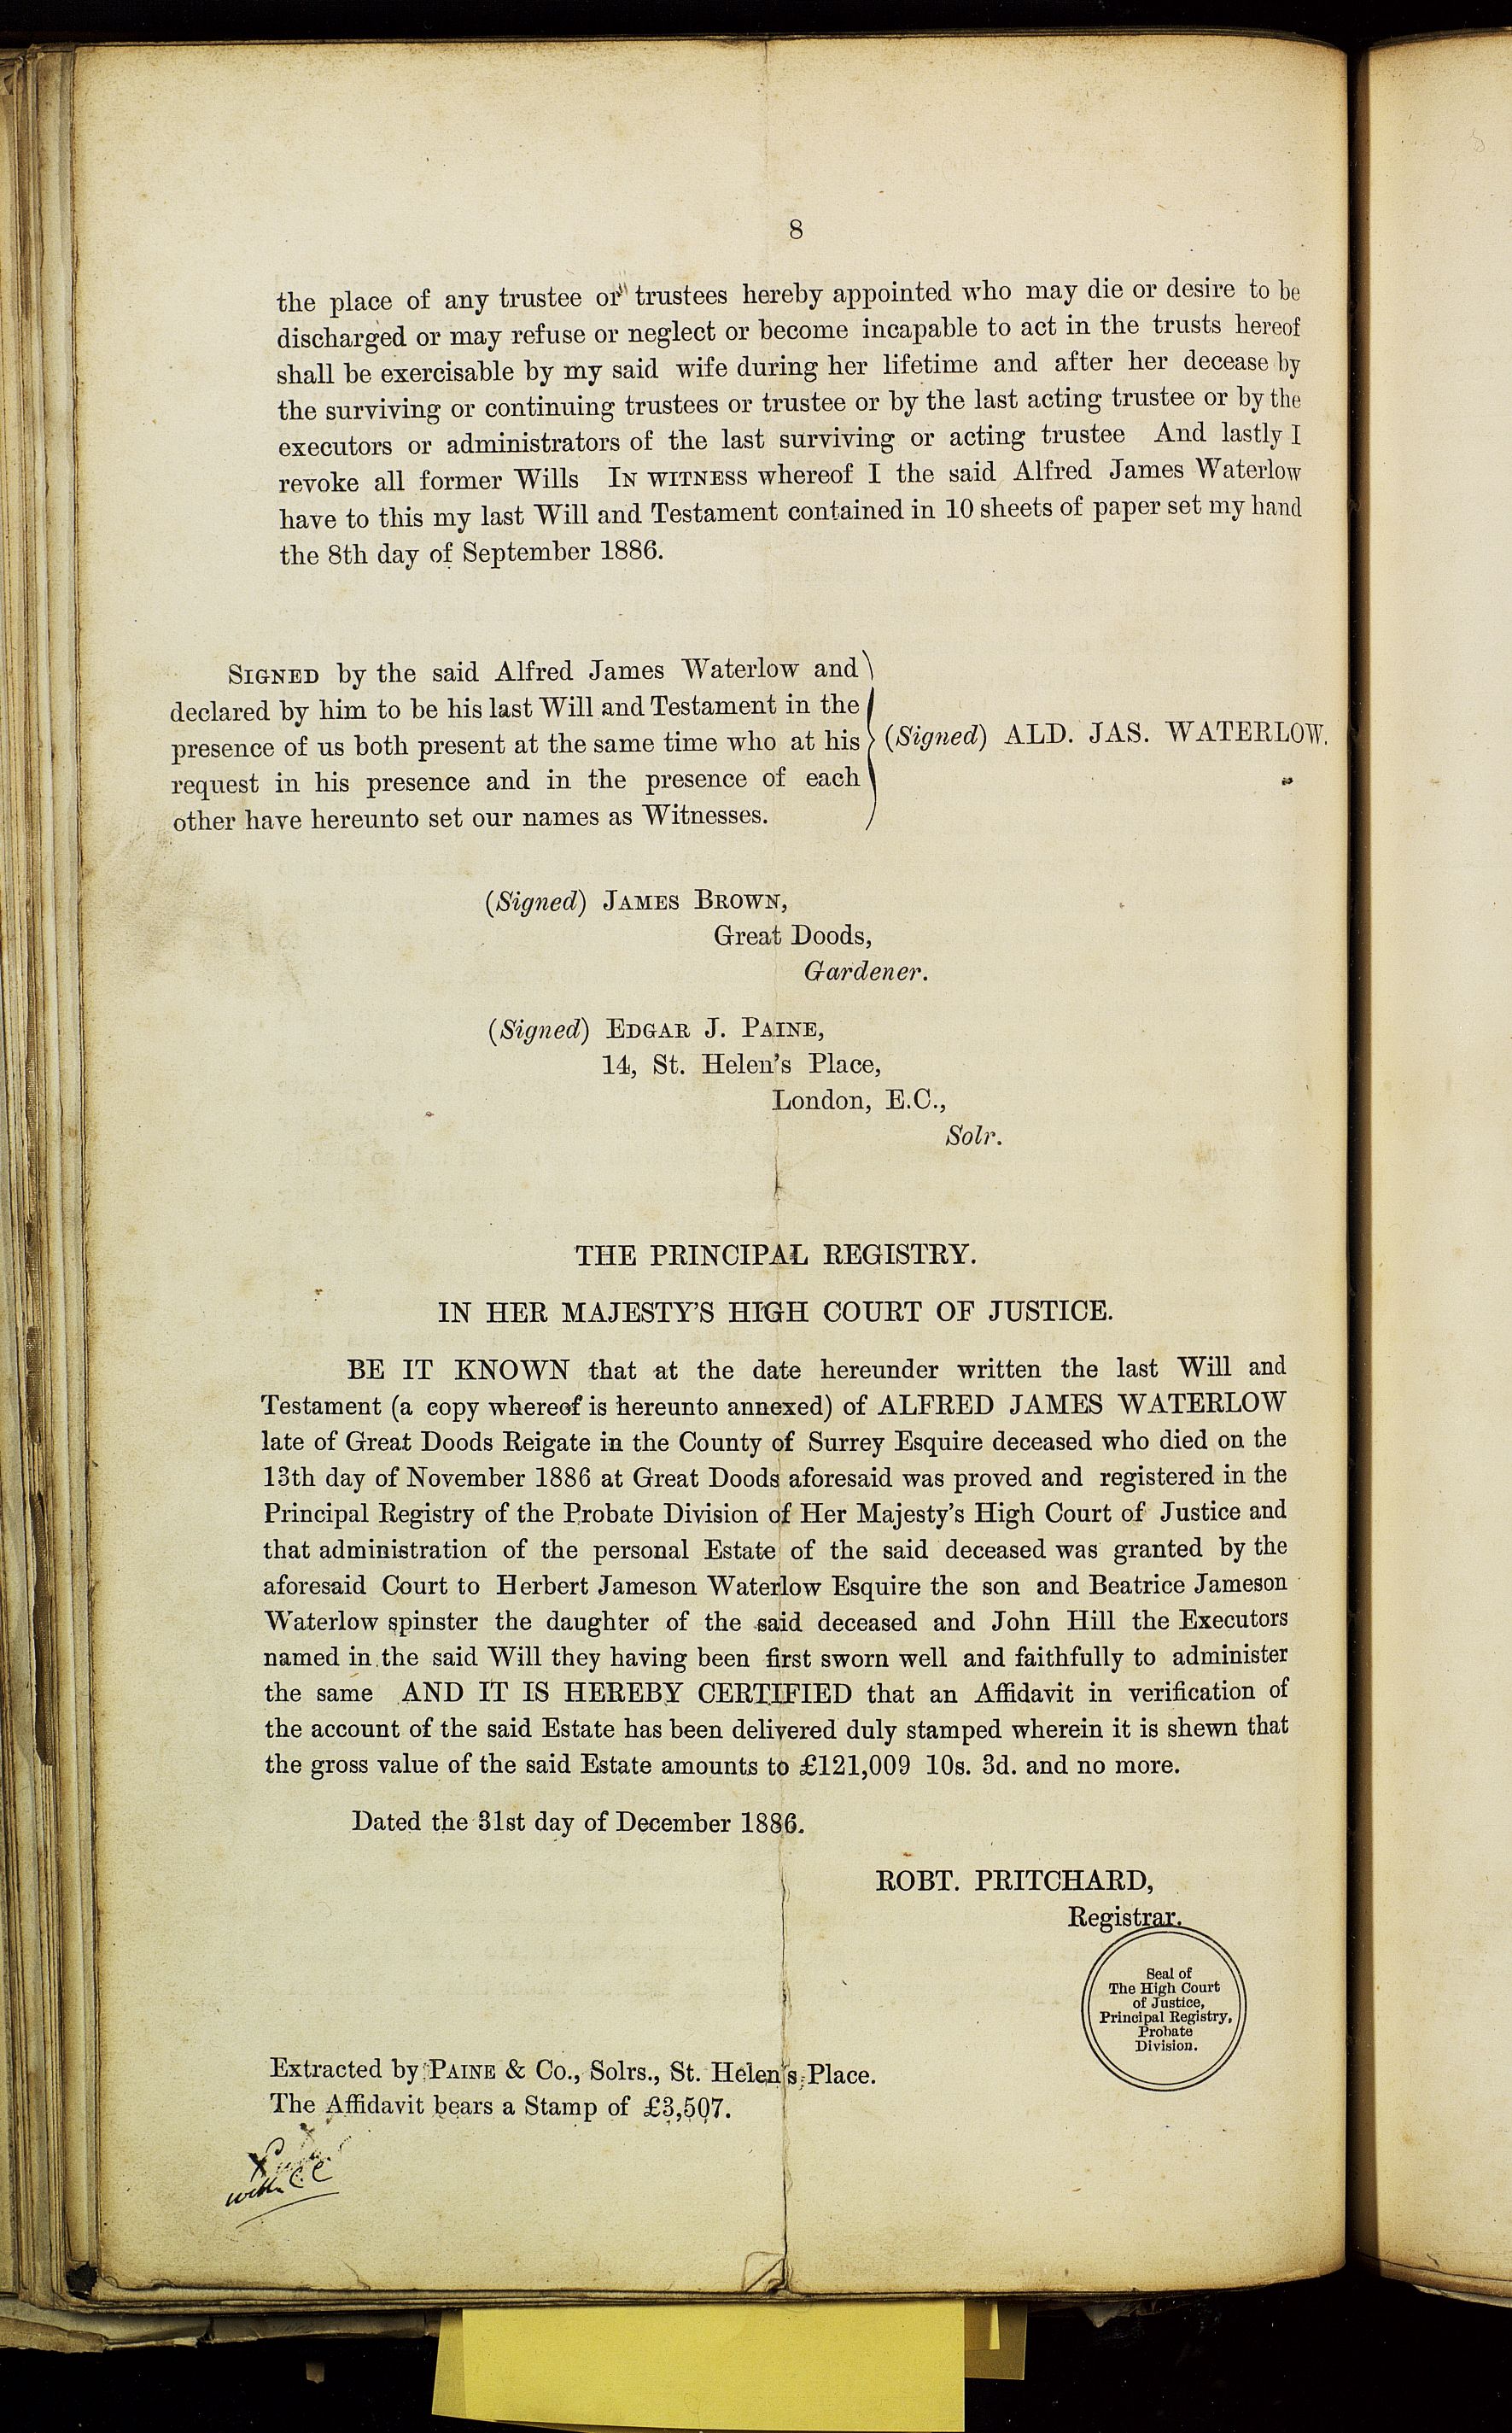 8
the place of any trustee or trustees hereby appointed who may die or desire to be
discharged or may refuse or neglect or become incapable to act in the trusts hereof
shall be exercisable by my said wife during her lifetime and after her decease by
the surviving or continuing trustees or trustee or by the last acting trustee or by the
executors or administrators of the last surviving or acting trustee And lastly I
revoke all former Wills IN WITNESS whereof I the said Alfred James Waterlow
have to this my last Will and Testament contained in 10 sheets of paper set my hand
the 8th day of September 1886.
SIGNED by the said Alfred James Waterlow and
declared by him to be his last Will and Testament in the
presence of us both present at the same time who at his
request in his presence and in the presence of each
other have hereunto set our names as Witnesses.
(Signed) ALD. JAS. WATERLOW.
(Signed) JAMES BROWN,
Great Doods,
Gardener.
(Signed) EDGAR J. PAINE,
14, St. Helen's Place,
London, E.C.,
Solr.
THE PRINCIPAL REGISTRY.
IN HER MAJESTY'S HIGH COURT OF JUSTICE.
BE IT KNOWN that at the date hereunder written the last Will and
Testament (a copy whereof is hereunto annexed) of ALFRED JAMES WATERLOW
late of Great Doods Reigate in the County of Surrey Esquire deceased who died on the
13th day of November 1886 at Great Doods aforesaid was proved and registered in the
Principal Registry of the Probate Division of Her Majesty's High Court of Justice and
that administration of the personal Estate of the said deceased was granted by the
aforesaid Court to Herbert Jameson Waterlow Esquire the son and Beatrice Jameson
Waterlow spinster the daughter of the said deceased and John Hill the Executors
named in the said Will they having been first sworn well and faithfully to administer
the same AND IT IS HEREBY CERTIFIED that an Affidavit in verification of
the account of the said Estate has been delivered duly stamped wherein it is shewn that
the gross value of the said Estate amounts to £121,009 10s. 3d. and no more.
Dated the 31st day of December 1886.
ROBT. PRITCHARD,
Registrar.
Seal of
The High Court
of Justice,
Principal Registry,
Probate
Division.
Extracted by PAINE & Co., Solrs., St. Helen's Place.
The Affidavit bears a Stamp of £3,507.
with